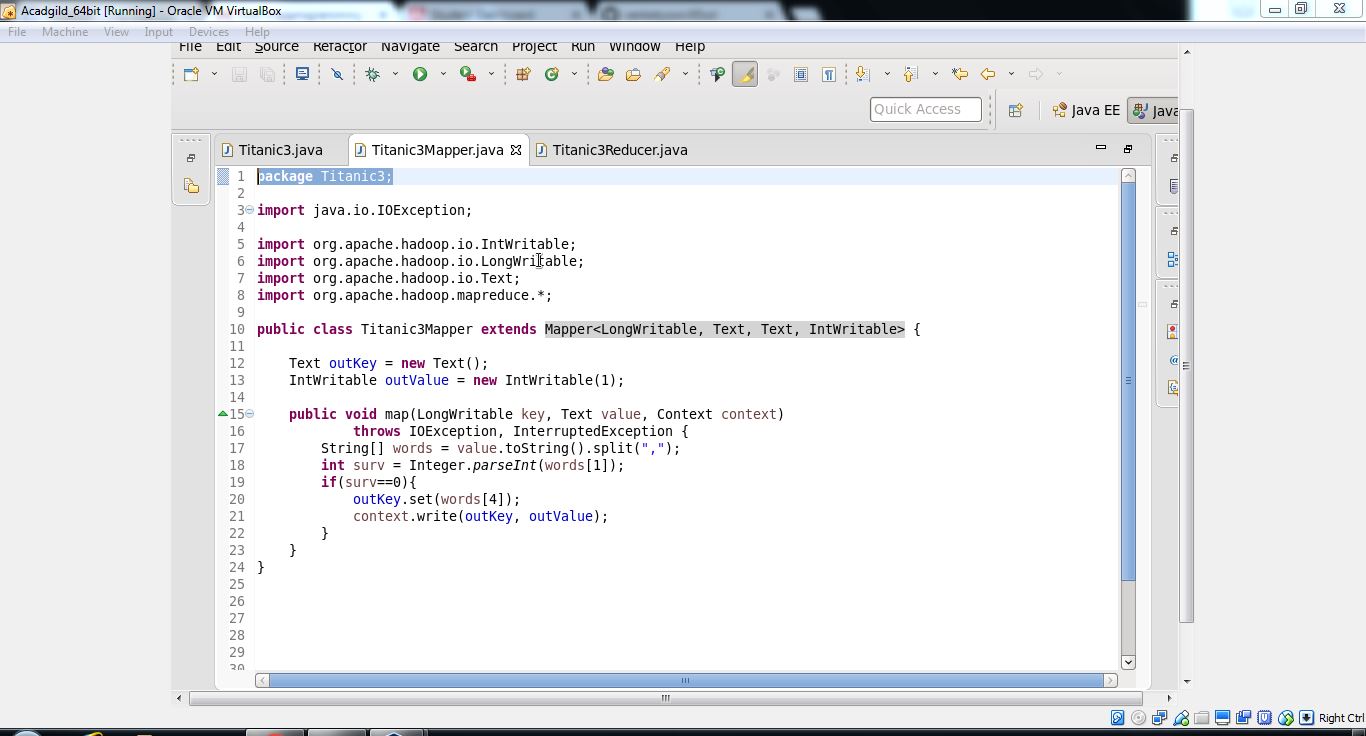 Acadgild_64bit [Running] - Oracle VM VirtualBox
File Machine View Input Devices Help
File Edit Source Refactor Navigate Search Project Run Window Help
Quick Access
Java EE
Java
Titanic3.java
Titanic3Mapper.java
Titanic3Reducer.java
1 package Titanic3;
2
3 import java.io.IOException;
4
5 import org.apache.hadoop.io.IntWritable;
6 import org.apache.hadoop.io.LongWritable;
7 import org.apache.hadoop.io.Text;
8 import org.apache.hadoop.mapreduce.*;
9
10 public class Titanic3Mapper extends Mapper<LongWritable, Text, Text, IntWritable> {
11
12 Text outKey = new Text();
13 IntWritable outValue = new IntWritable(1);
14
15 public void map(LongWritable key, Text value, Context context)
16 throws IOException, InterruptedException {
17 String[] words = value.toString().split(",");
18 int surv = Integer.parseInt(words[1]);
19 if(surv==0){
20 outKey.set(words[4]);
21 context.write(outKey, outValue);
22 }
23 }
24 }
25
26
27
28
29
30
Right Ctrl